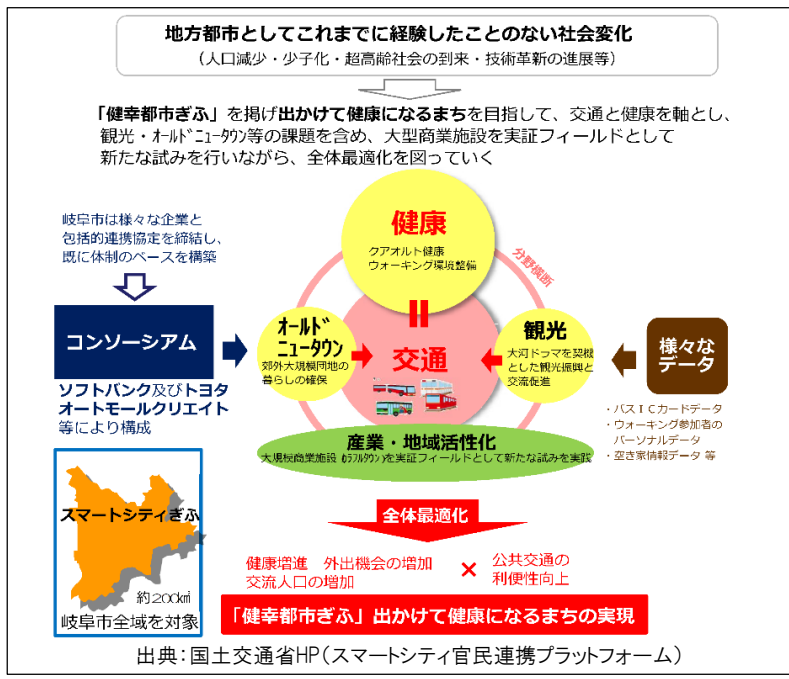 地方都市としてこれまでに経験したことのない社会変化
（人口減少・少子化・超高齢社会の到来・技術革新の進展等）
「健幸都市ぎふ」を掲げ出かけて健康になるまちを目指して、交通と健康を軸とし、
観光・ｵｰﾙﾄﾞﾆｭｰﾀｳﾝ等の課題を含め、大型商業施設を実証フィールドとして
新たな試みを行いながら、全体最適化を図っていく
岐阜市は様々な企業と
包括的連携協定を締結し、
既に体制のベースを構築
コンソーシアム
ソフトバンク及びトヨタ
オートモールクリエイト
等により構成
健康
クアオルト健康
ウォーキング環境整備
分野横断
ｵｰﾙﾄﾞ
ﾆｭｰﾀｳﾝ
郊外大規模団地の
暮らしの確保
交通
観光
大河ドラマを契機
とした観光振興と
交流促進
様々な
データ
・バスＩＣカードデータ
・ウォーキング参加者の
パーソナルデータ
・空き家情報データ 等
産業・地域活性化
大規模商業施設(ｶﾗﾌﾙﾀｳﾝ)を実証フィールドとして新たな試みを実践
スマートシティぎふ
約200㎢
岐阜市全域を対象
全体最適化
健康増進　外出機会の増加
交流人口の増加
×
公共交通の
利便性向上
「健幸都市ぎふ」出かけて健康になるまちの実現
出典：国土交通省HP（スマートシティ官民連携プラットフォーム）